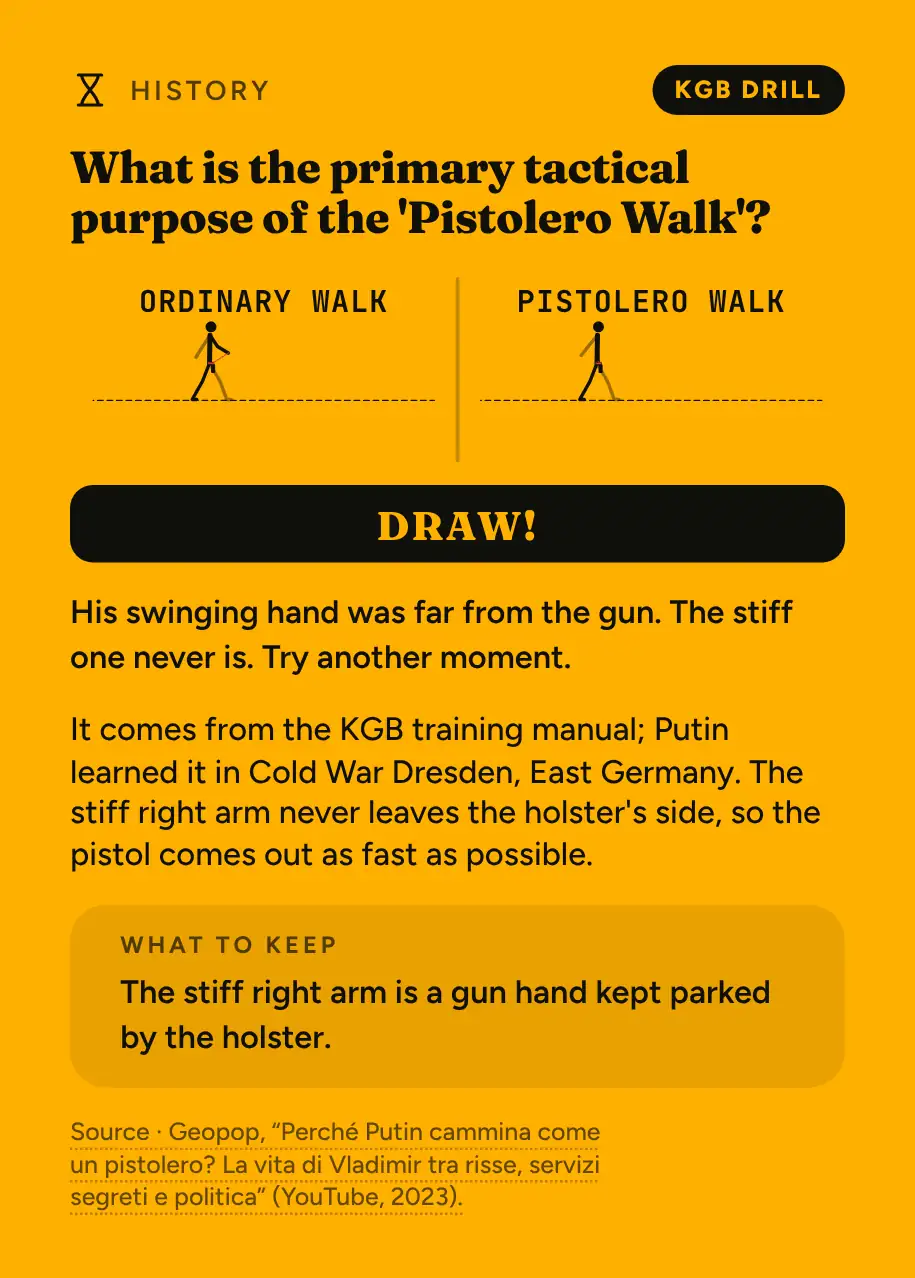 HISTORY
KGB DRILL
What is the primary tactical
purpose of the 'Pistolero Walk'?
ORDINARY WALK
PISTOLERO WALK
DRAW!
His swinging hand was far from the gun. The stiff
one never is. Try another moment.
It comes from the KGB training manual; Putin
learned it in Cold War Dresden, East Germany. The
stiff right arm never leaves the holster's side, so the
pistol comes out as fast as possible.
WHAT TO KEEP
The stiff right arm is a gun hand kept parked
by the holster.
Source · Geopop, “Perché Putin cammina come
un pistolero? La vita di Vladimir tra risse, servizi
segreti e politica” (YouTube, 2023).